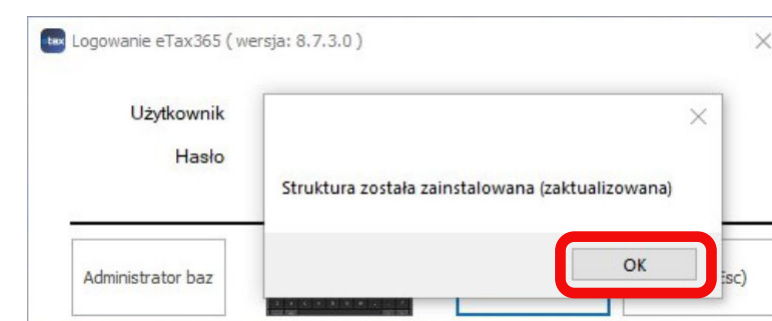 tax Logowanie eTax365 ( wersja: 8.7.3.0 )
Użytkownik
Hasło
Struktura została zainstalowana (zaktualizowana)
OK
Administrator baz
Esc)